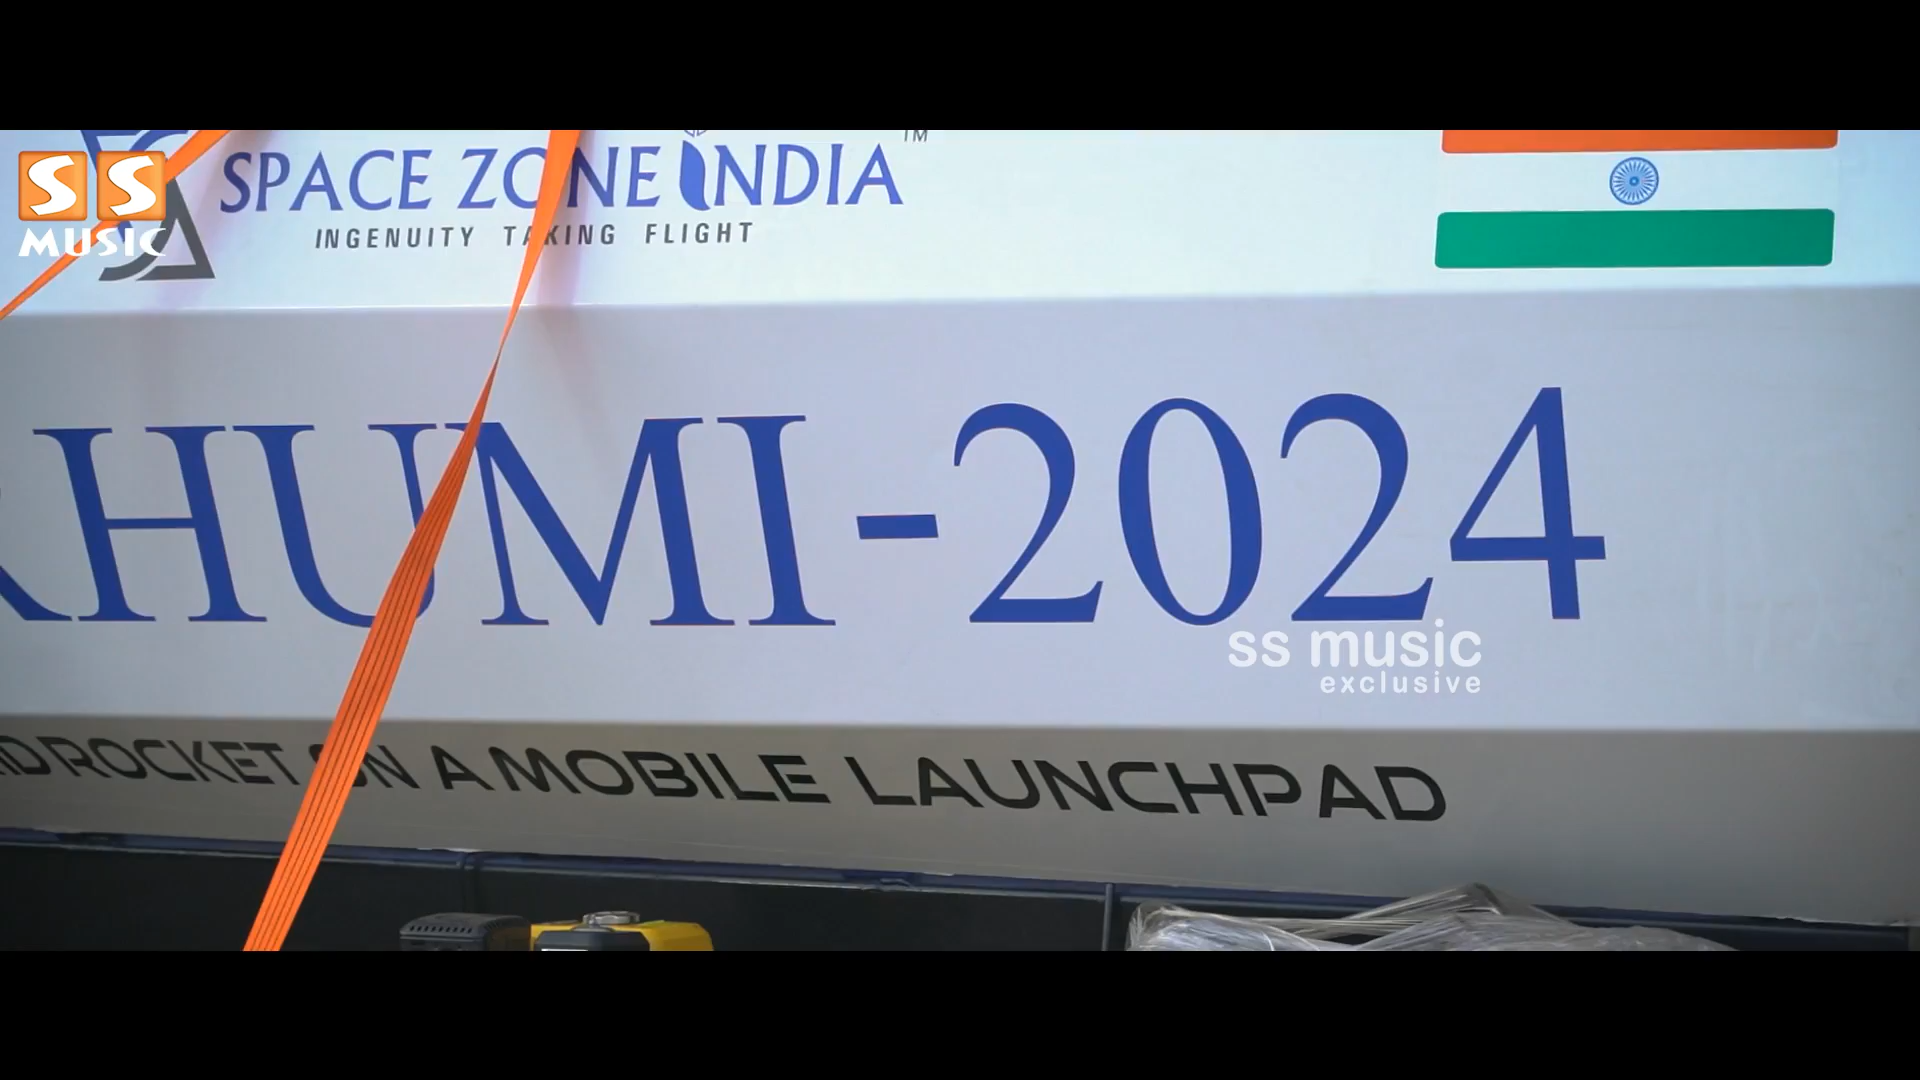 SS
MUSIC
SPACE ZONE INDIA TM
INGENUITY TAKING FLIGHT
HUMI-2024
ss music
exclusive
ROCKET ON A MOBILE LAUNCHPAD